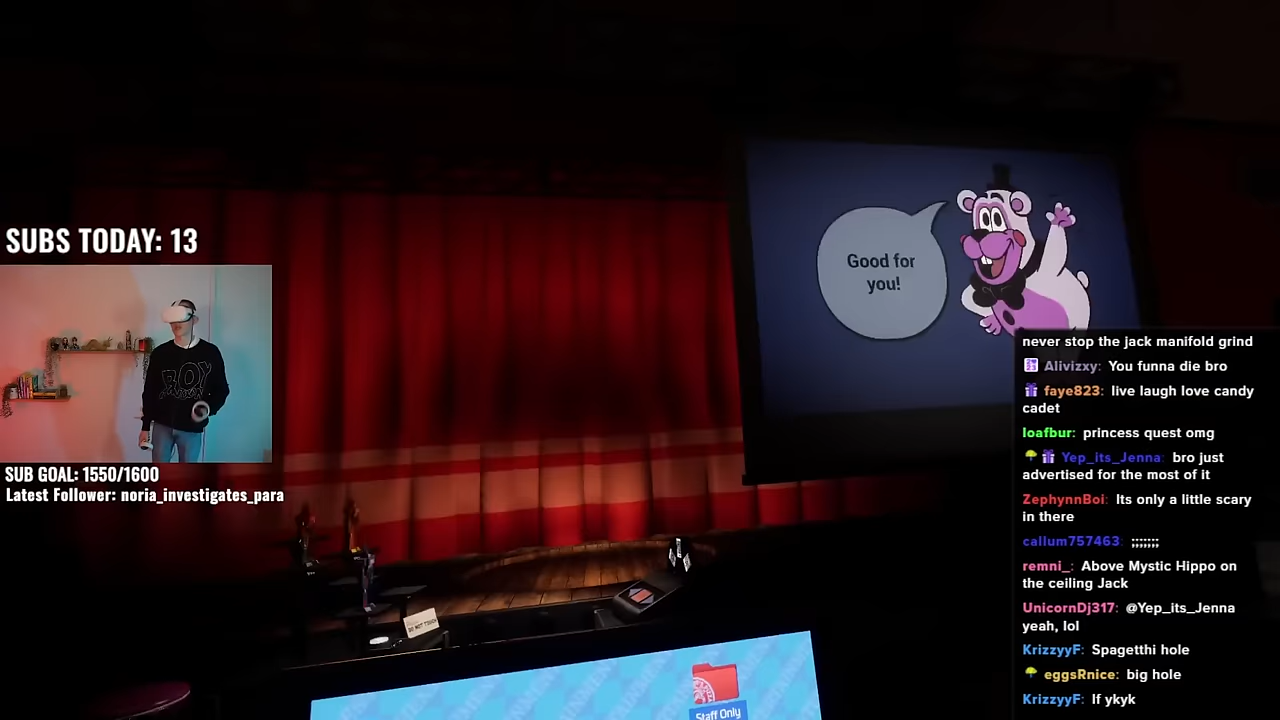 SUBS TODAY: 13
SUB GOAL: 1550/1600
Latest Follower: noria_investigates_para
Good for
you!
DO NOT TOUCH
Staff Only
never stop the jack manifold grind
Alivizxy: You funna die bro
faye823: live laugh love candy
cadet
loafbur: princess quest omg
Yep_its_Jenna: bro just
advertised for the most of it
ZephynnBoi: Its only a little scary
in there
callum757463: ;;;;;;;
remni_: Above Mystic Hippo on
the ceiling Jack
UnicornDj317: @Yep_its_Jenna
yeah, lol
KrizzyyF: Spagetthi hole
eggsRnice: big hole
KrizzyyF: If ykyk